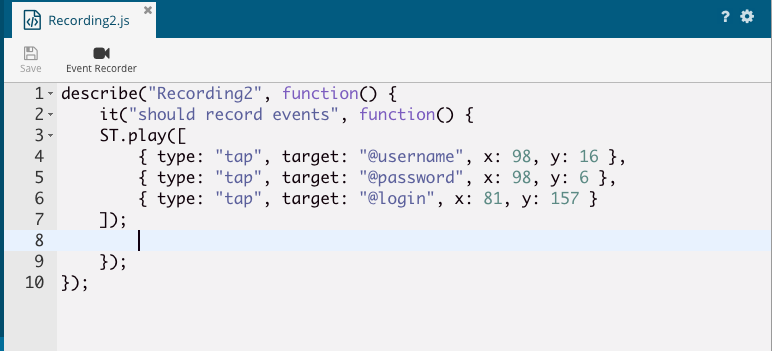 Recording2.js
?
Save
Event Recorder
1 describe("Recording2", function() {
2 it("should record events", function() {
3 ST.play([
4 { type: "tap", target: "@username", x: 98, y: 16 },
5 { type: "tap", target: "@password", x: 98, y: 6 },
6 { type: "tap", target: "@login", x: 81, y: 157 }
7 ]);
8
9 });
10 });